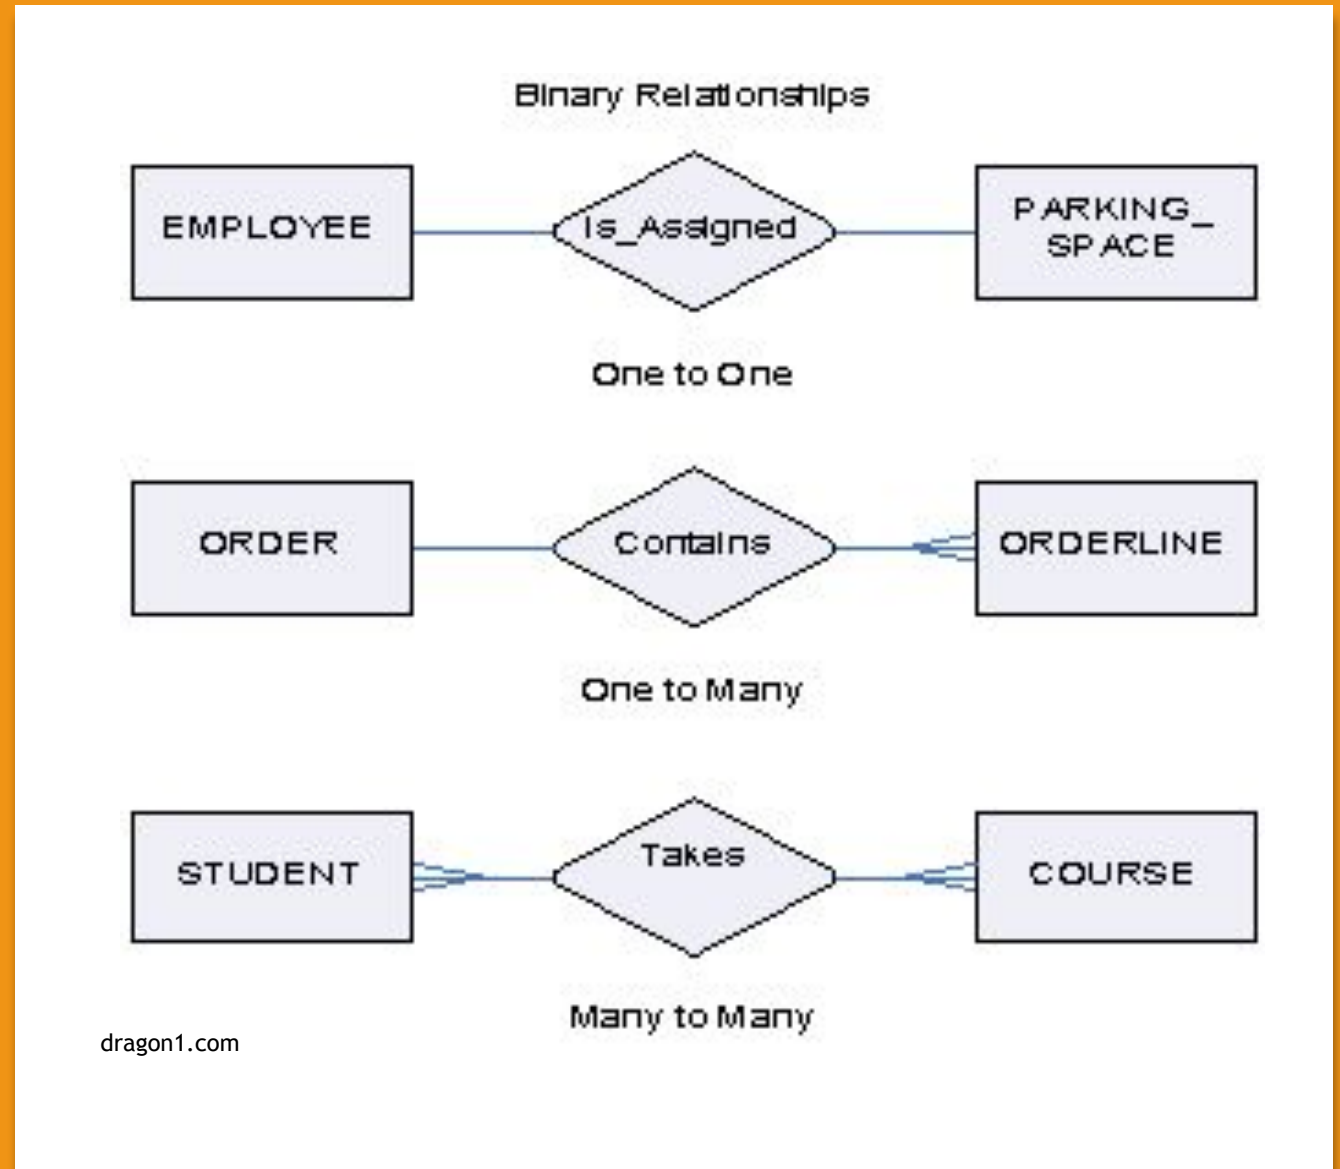 Binary Relationships
EMPLOYEE
Is_Assigned
PARKING_
SPACE
One to One
ORDER
Contains
ORDERLINE
One to Many
STUDENT
Takes
COURSE
Many to Many
dragon1.com